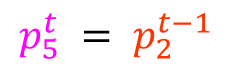 $p_5^t = p_2^{t-1}$